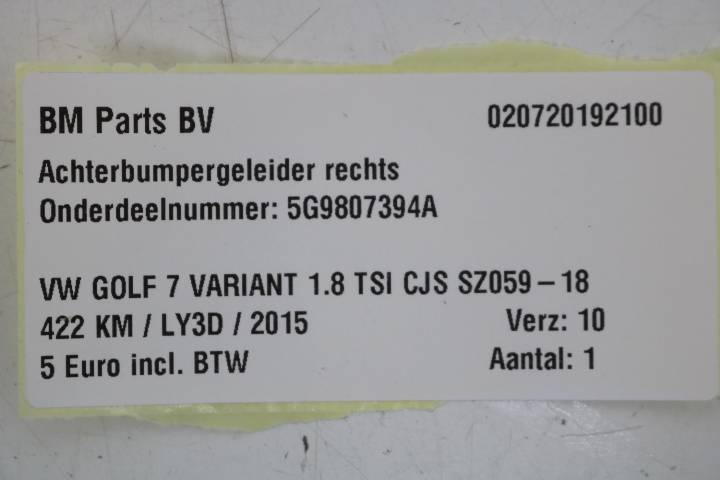 BM Parts BV 020720192100
Achterbumpergeleider rechts
Onderdeelnummer: 5G9807394A
VW GOLF 7 VARIANT 1.8 TSI CJS SZ059-18
422 KM / LY3D / 2015 Verz: 10
5 Euro incl. BTW Aantal: 1